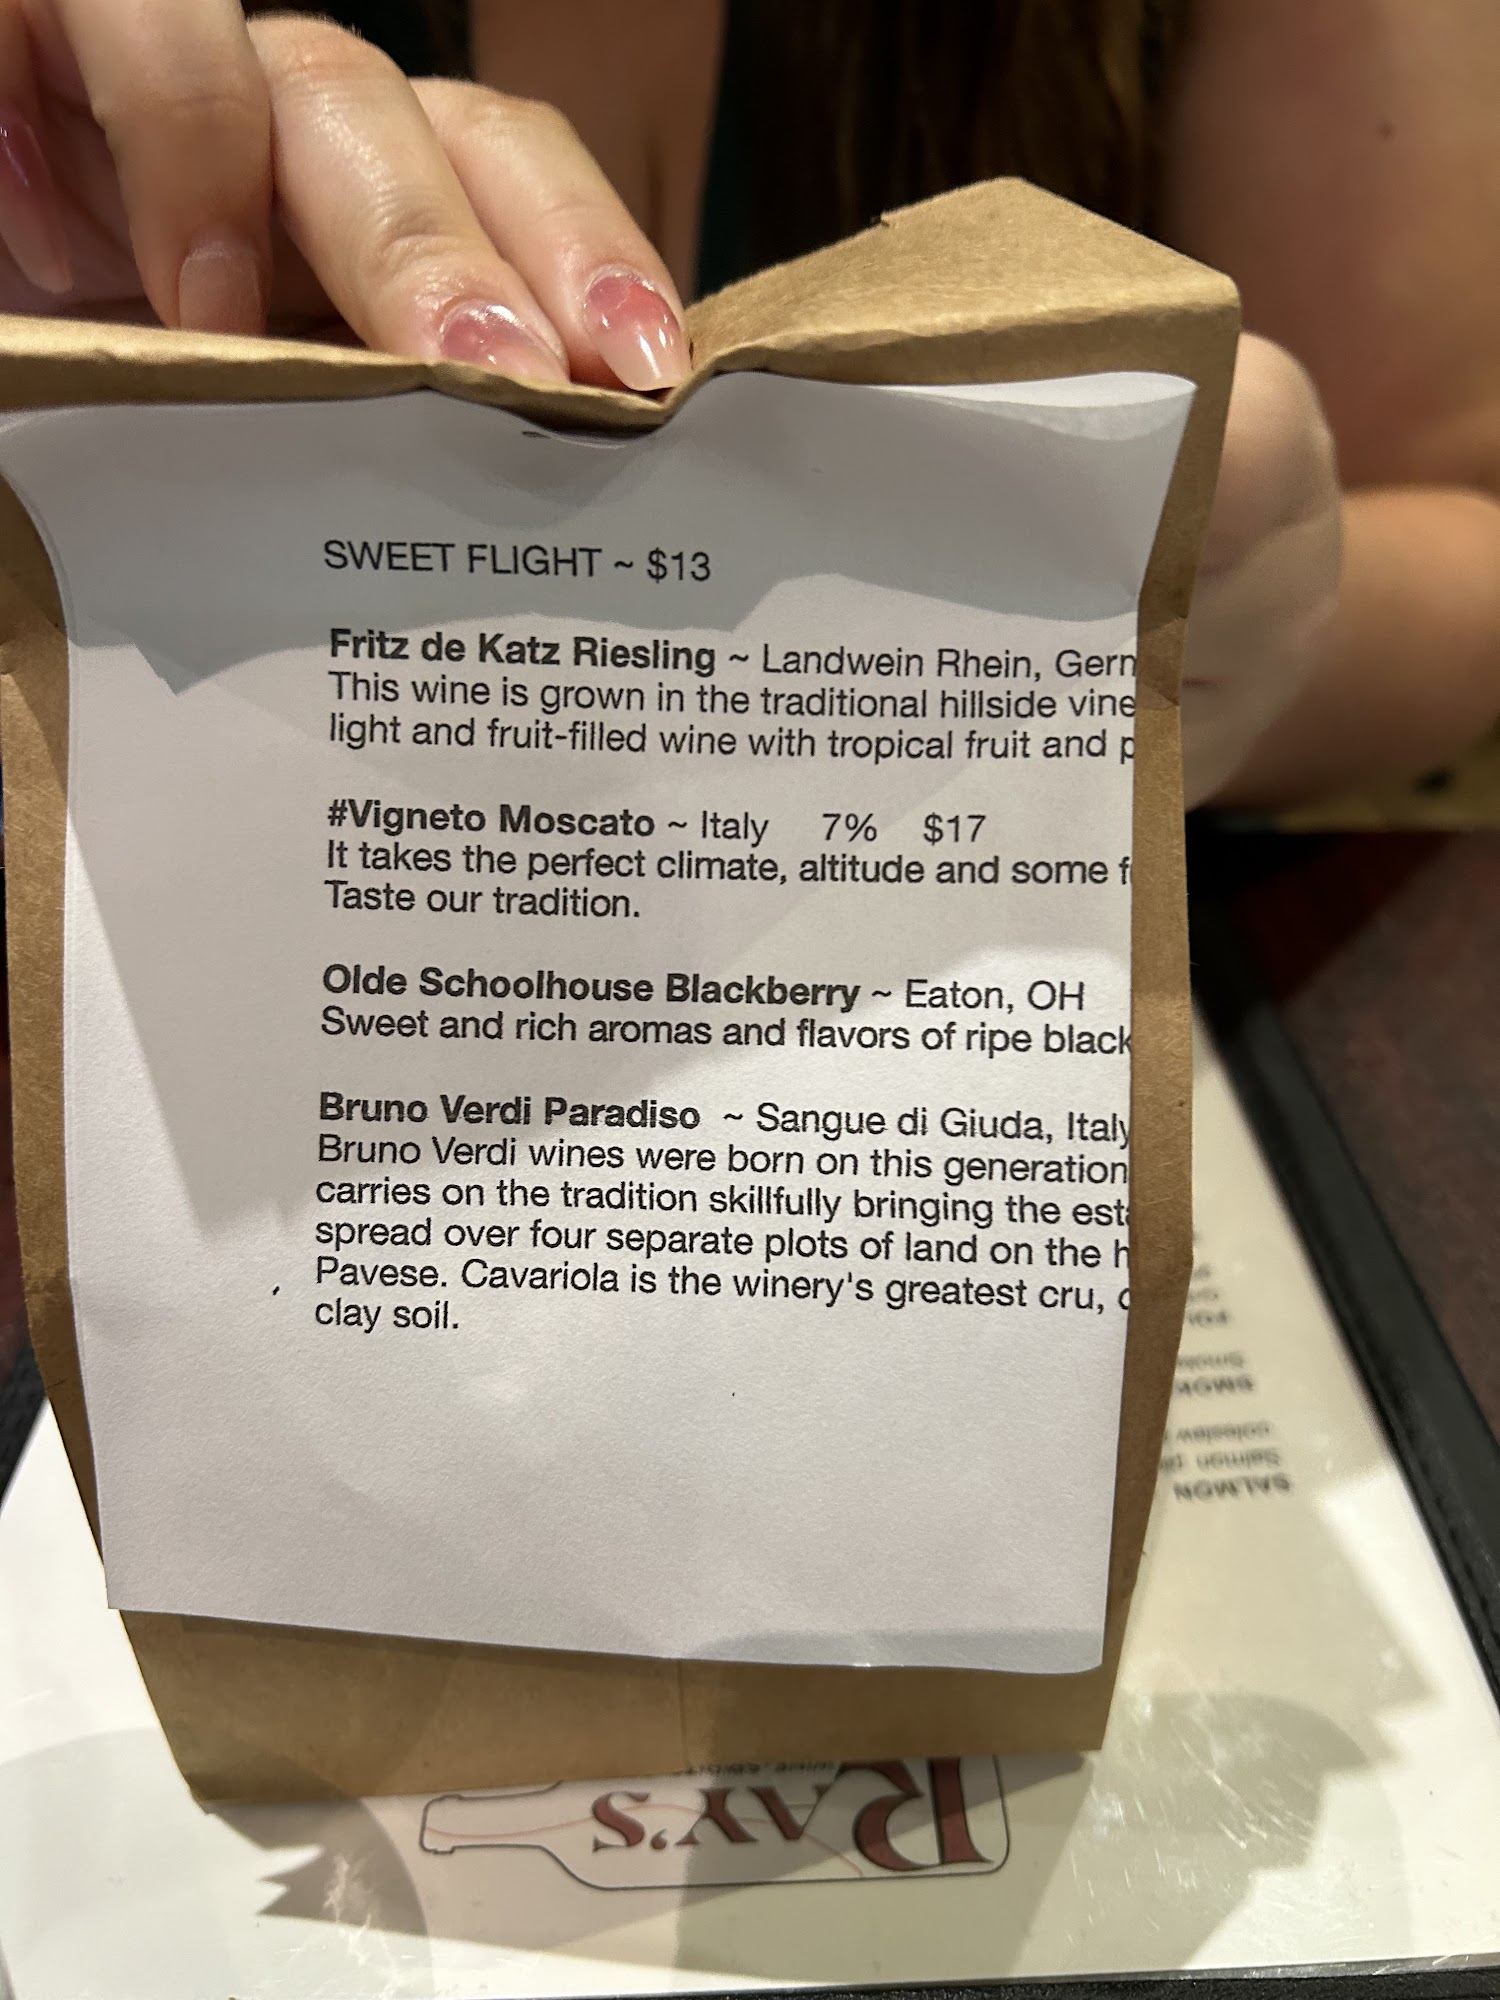 SWEET FLIGHT ~ $13
Fritz de Katz Riesling ~ Landwein Rhein, Germ
This wine is grown in the traditional hillside vine
light and fruit-filled wine with tropical fruit and p
#Vigneto Moscato ~ Italy 7% $17
It takes the perfect climate, altitude and some f
Taste our tradition.
Olde Schoolhouse Blackberry ~ Eaton, OH
Sweet and rich aromas and flavors of ripe black
Bruno Verdi Paradiso ~ Sangue di Giuda, Italy
Bruno Verdi wines were born on this generation
carries on the tradition skillfully bringing the est
spread over four separate plots of land on the h
Pavese. Cavariola is the winery's greatest cru, c
clay soil.
SALMON
Salmon
coleslaw
RAY'S